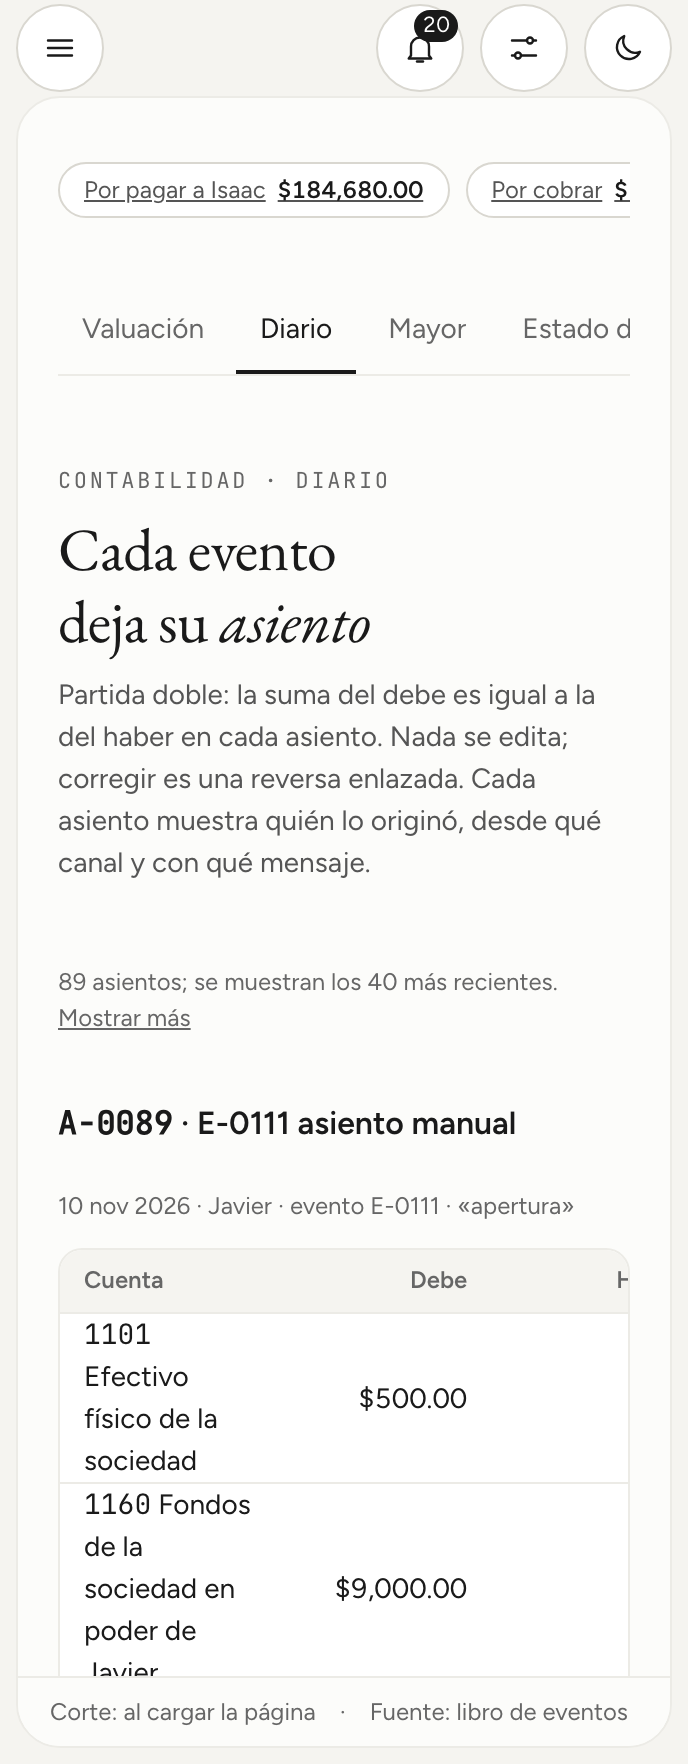 20
Por pagar a Isaac $184,680.00 Por cobrar $
Valuación Diario Mayor Estado d
CONTABILIDAD · DIARIO
Cada evento
deja su asiento
Partida doble: la suma del debe es igual a la
del haber en cada asiento. Nada se edita;
corregir es una reversa enlazada. Cada
asiento muestra quién lo originó, desde qué
canal y con qué mensaje.
89 asientos; se muestran los 40 más recientes.
Mostrar más
A-0089 · E-0111 asiento manual
10 nov 2026 · Javier · evento E-0111 · «apertura»
Cuenta Debe H
1101
Efectivo
físico de la
sociedad
$500.00
1160 Fondos
de la
sociedad en
poder de
Javier
$9,000.00
Corte: al cargar la página · Fuente: libro de eventos